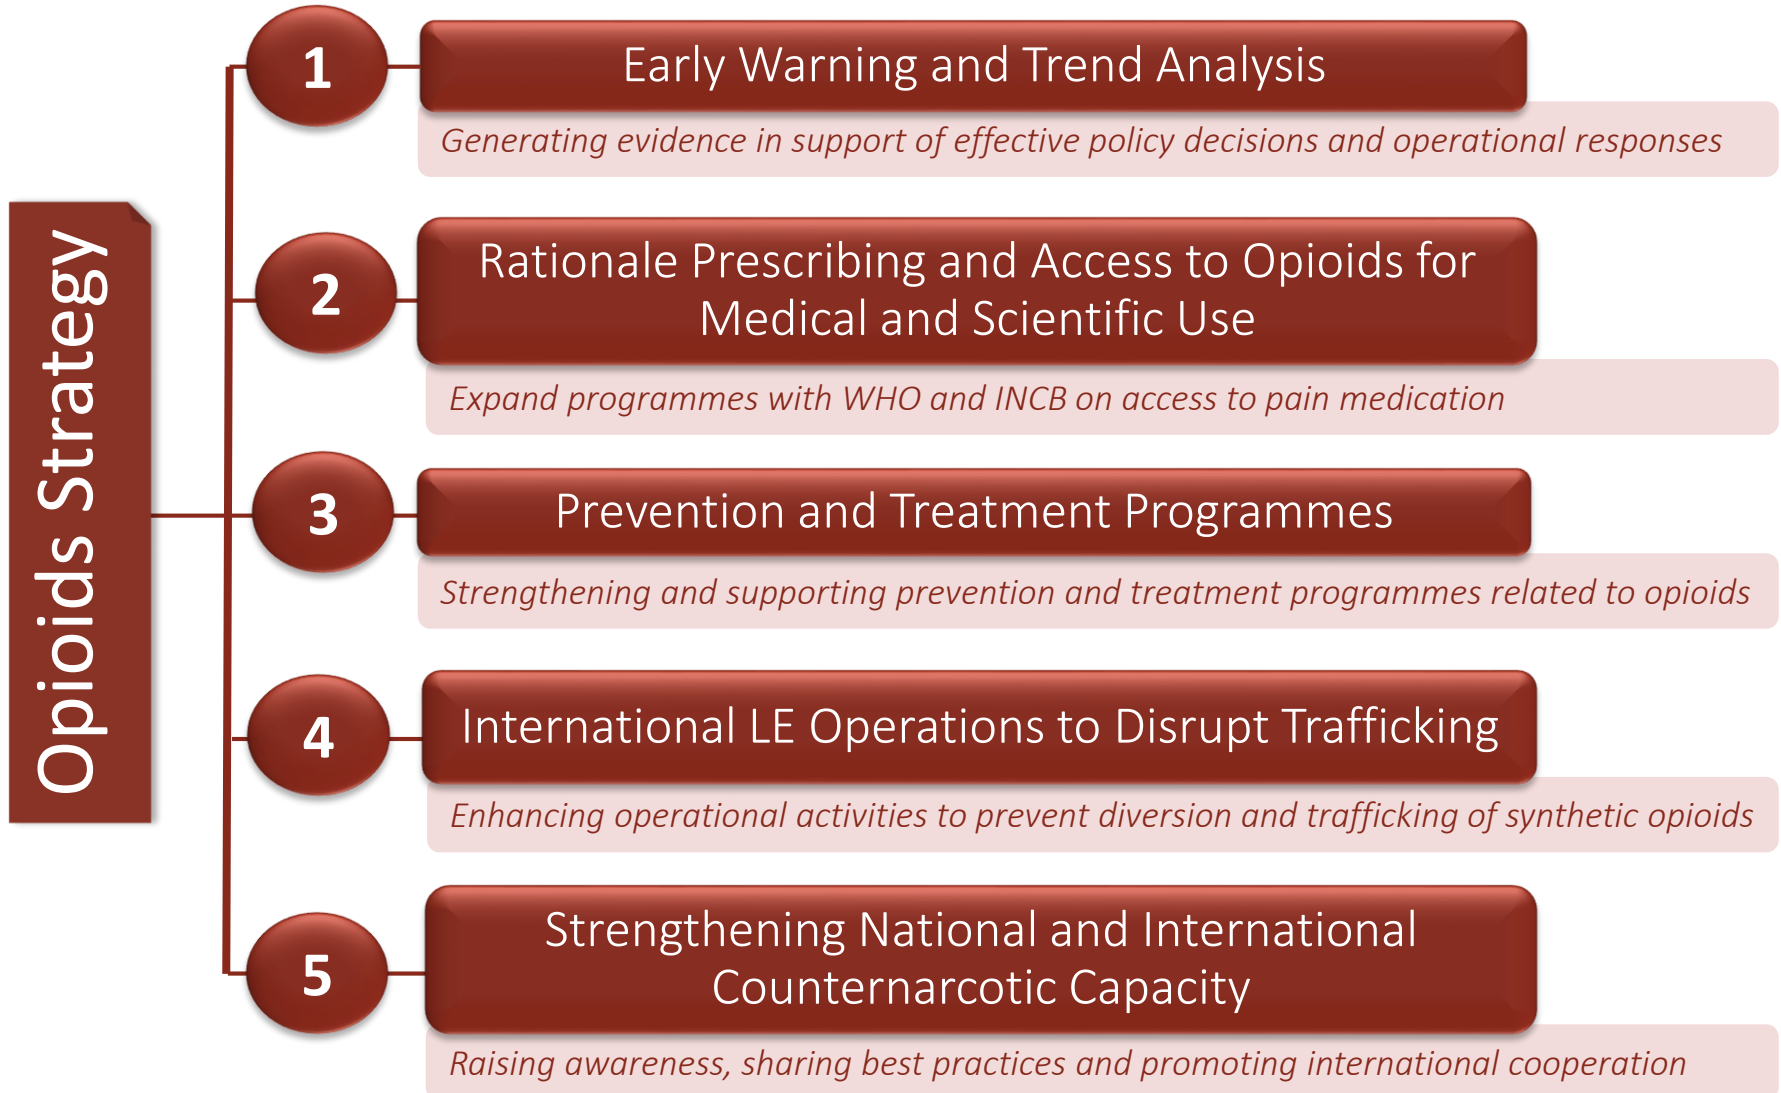 Opioids Strategy
1
Early Warning and Trend Analysis
Generating evidence in support of effective policy decisions and operational responses
2
Rationale Prescribing and Access to Opioids for
Medical and Scientific Use
Expand programmes with WHO and INCB on access to pain medication
3
Prevention and Treatment Programmes
Strengthening and supporting prevention and treatment programmes related to opioids
4
International LE Operations to Disrupt Trafficking
Enhancing operational activities to prevent diversion and trafficking of synthetic opioids
5
Strengthening National and International
Counternarcotic Capacity
Raising awareness, sharing best practices and promoting international cooperation